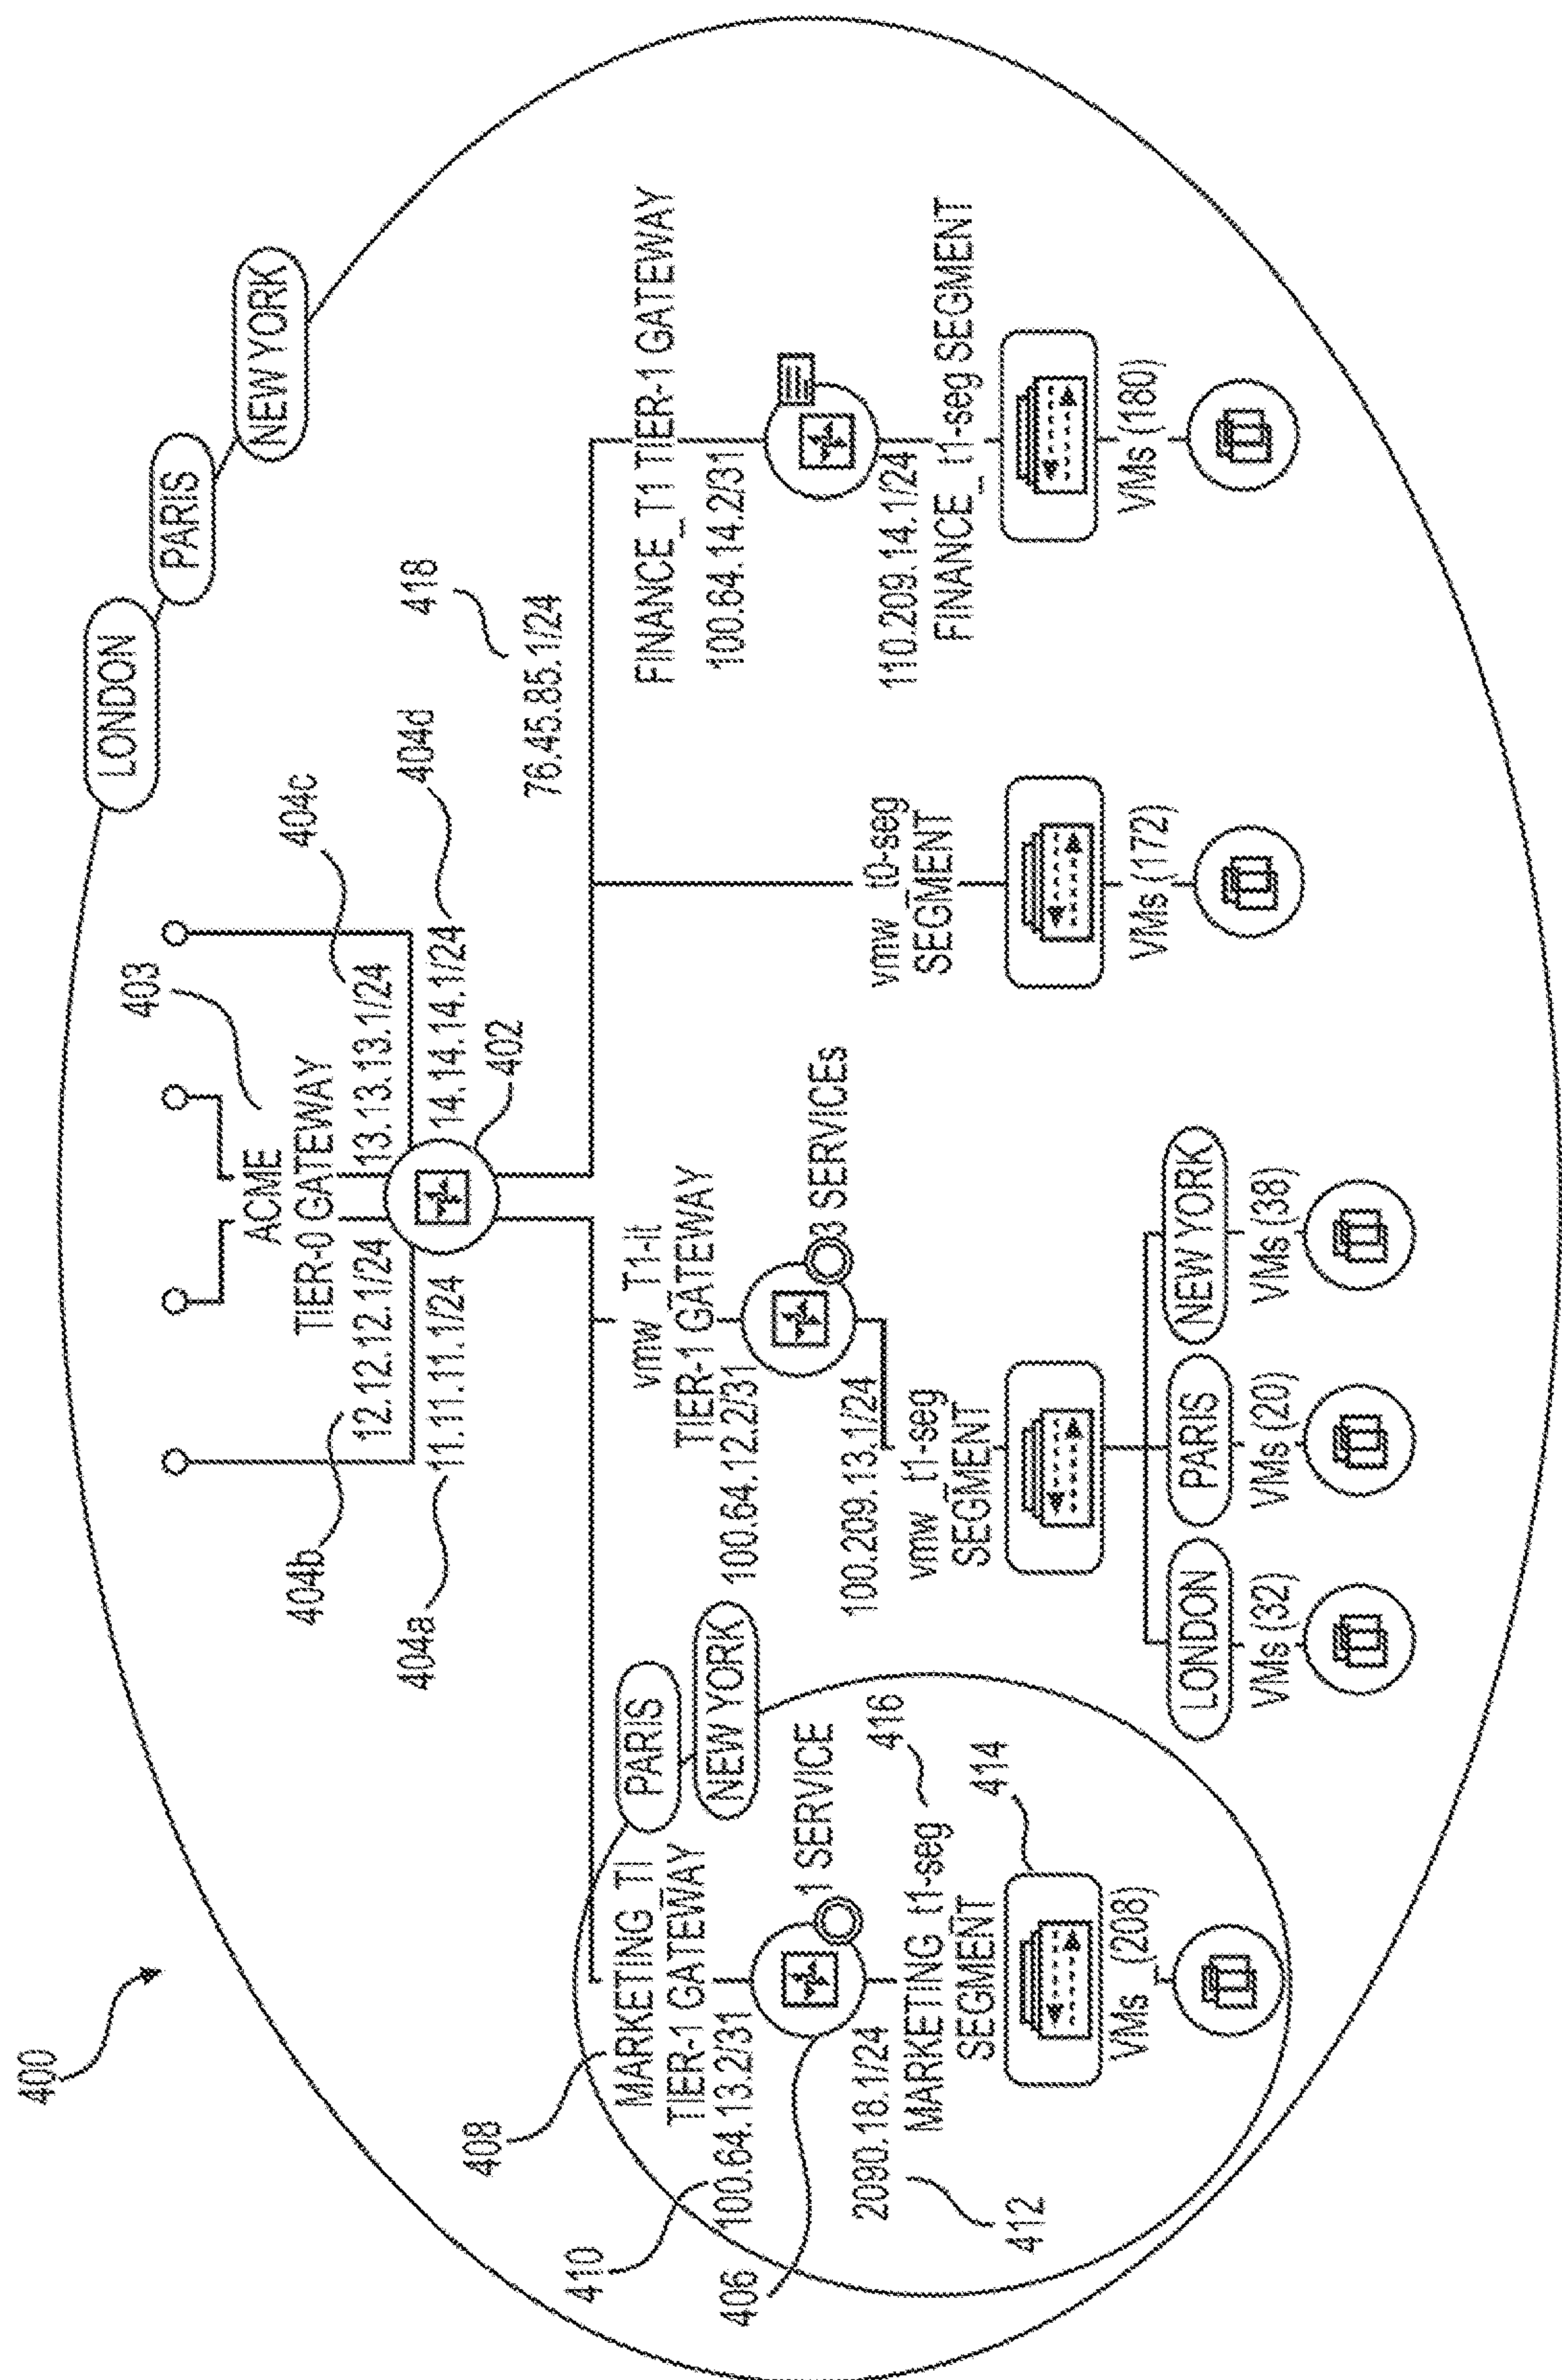 400
LONDON
PARIS
NEW YORK
403
ACME
TIER-0 GATEWAY
404b
12.12.12.1/24
13.13.13.1/24
404c
404a
11.11.11.1/24
14.14.14.1/24
404d
402
418
76.45.85.1/24
408
MARKETING_T1
TIER-1 GATEWAY
410
100.64.13.2/31
PARIS
NEW YORK
406
1 SERVICE
412
2090.18.1/24
416
MARKETING_t1-seg
SEGMENT
414
VMs (208)
vmw_T1-lt
TIER-1 GATEWAY
100.64.12.2/31
3 SERVICEs
100.209.13.1/24
vmw_t1-seg
SEGMENT
LONDON
PARIS
NEW YORK
VMs (32)
VMs (20)
VMs (38)
vmw_t0-seg
SEGMENT
VMs (172)
FINANCE_T1 TIER-1 GATEWAY
100.64.14.2/31
110.209.14.1/24
FINANCE_t1-seg SEGMENT
VMs (180)